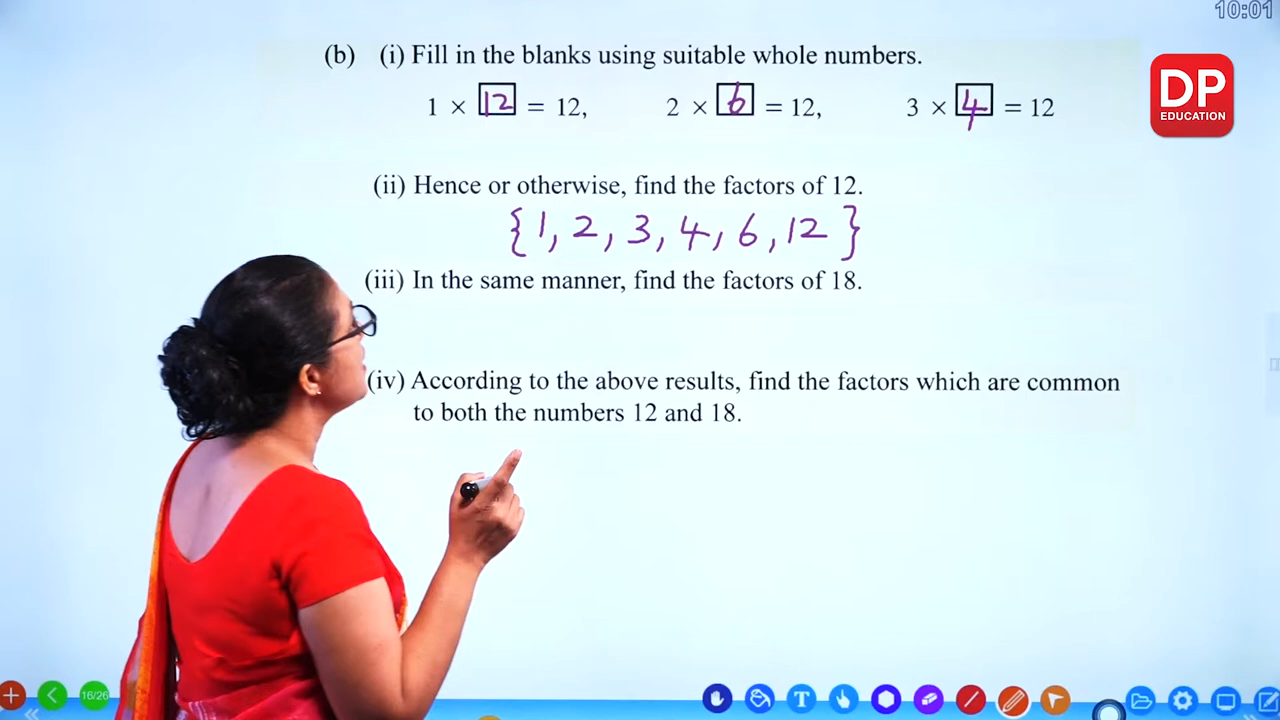 10:01
(b) (i) Fill in the blanks using suitable whole numbers.
1 × 12 = 12, 2 × 6 = 12, 3 × 4 = 12
DP
EDUCATION
(ii) Hence or otherwise, find the factors of 12.
{1, 2, 3, 4, 6, 12}
(iii) In the same manner, find the factors of 18.
(iv) According to the above results, find the factors which are common
to both the numbers 12 and 18.
16/26
T